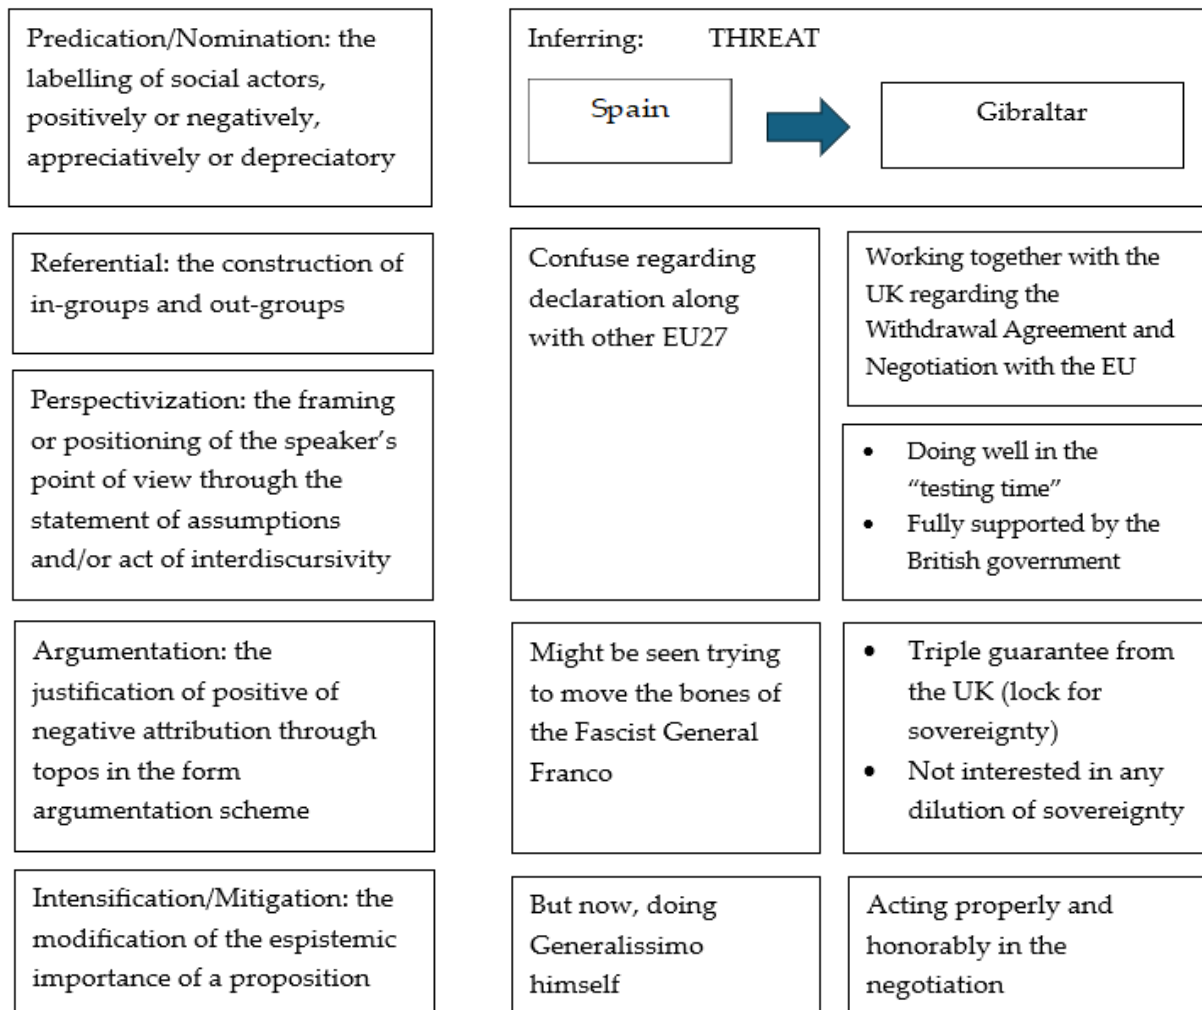 Predication/Nomination: the
labelling of social actors,
positively or negatively,
appreciatively or depreciatory
Inferring: THREAT
Spain
Gibraltar
Referential: the construction of
in-groups and out-groups
Confuse regarding
declaration along
with other EU27
Working together with the
UK regarding the
Withdrawal Agreement and
Negotiation with the EU
Perspectivization: the framing
or positioning of the speaker’s
point of view through the
statement of assumptions
and/or act of interdiscursivity
• Doing well in the
“testing time”
• Fully supported by the
British government
Argumentation: the
justification of positive of
negative attribution through
topos in the form
argumentation scheme
Might be seen trying
to move the bones of
the Fascist General
Franco
• Triple guarantee from
the UK (lock for
sovereignty)
• Not interested in any
dilution of sovereignty
Intensification/Mitigation: the
modification of the espistemic
importance of a proposition
But now, doing
Generalissimo
himself
Acting properly and
honorably in the
negotiation